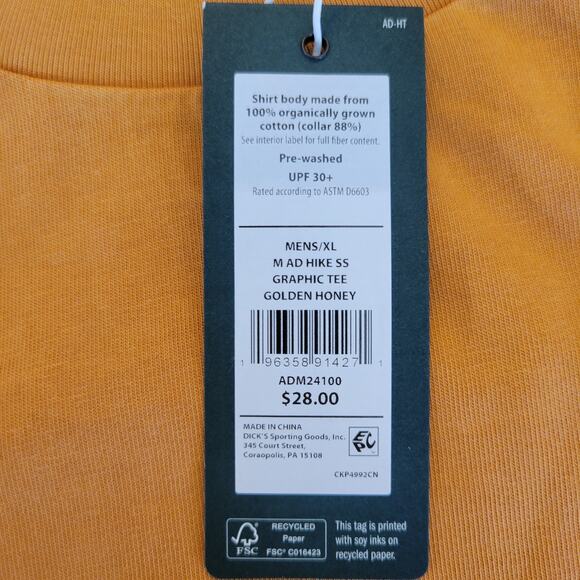 AD-HT
Shirt body made from
100% organically grown
cotton (collar 88%)
See interior label for full fiber content.
Pre-washed
UPF 30+
Rated according to ASTM D6603
MENS/XL
M AD HIKE SS
GRAPHIC TEE
GOLDEN HONEY
1 96358 91427 1
ADM24100
$28.00
MADE IN CHINA
DICK'S Sporting Goods, Inc.
345 Court Street,
Coraopolis, PA 15108
EPC
CKP4992CN
FSC
RECYCLED
Paper
FSC® C016423
This tag is printed
with soy inks on
recycled paper.